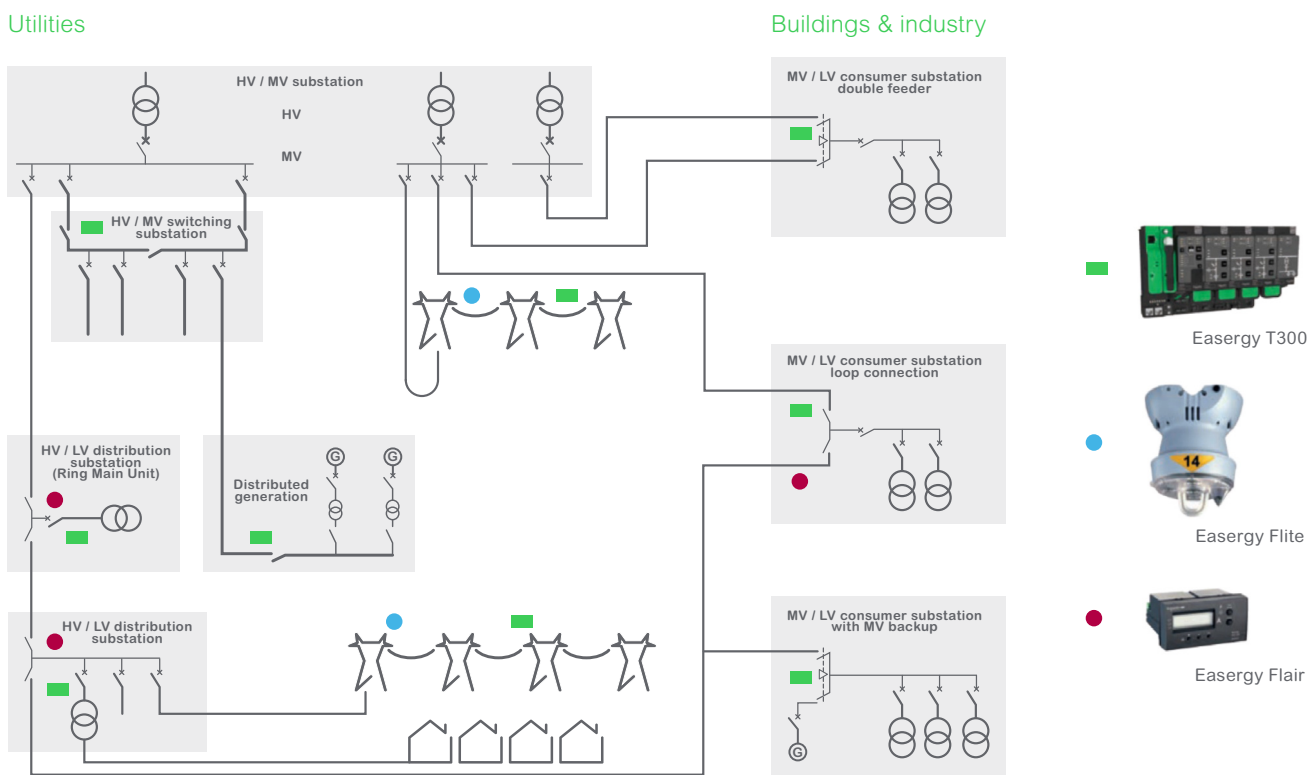 Utilities
Buildings & industry
HV / MV substation
HV
MV
HV / MV switching
substation
MV / LV consumer substation
double feeder
Easergy T300
MV / LV consumer substation
loop connection
HV / LV distribution
substation
(Ring Main Unit)
Distributed
generation
G
G
14
Easergy Flite
HV / LV distribution
substation
MV / LV consumer substation
with MV backup
G
Easergy Flair